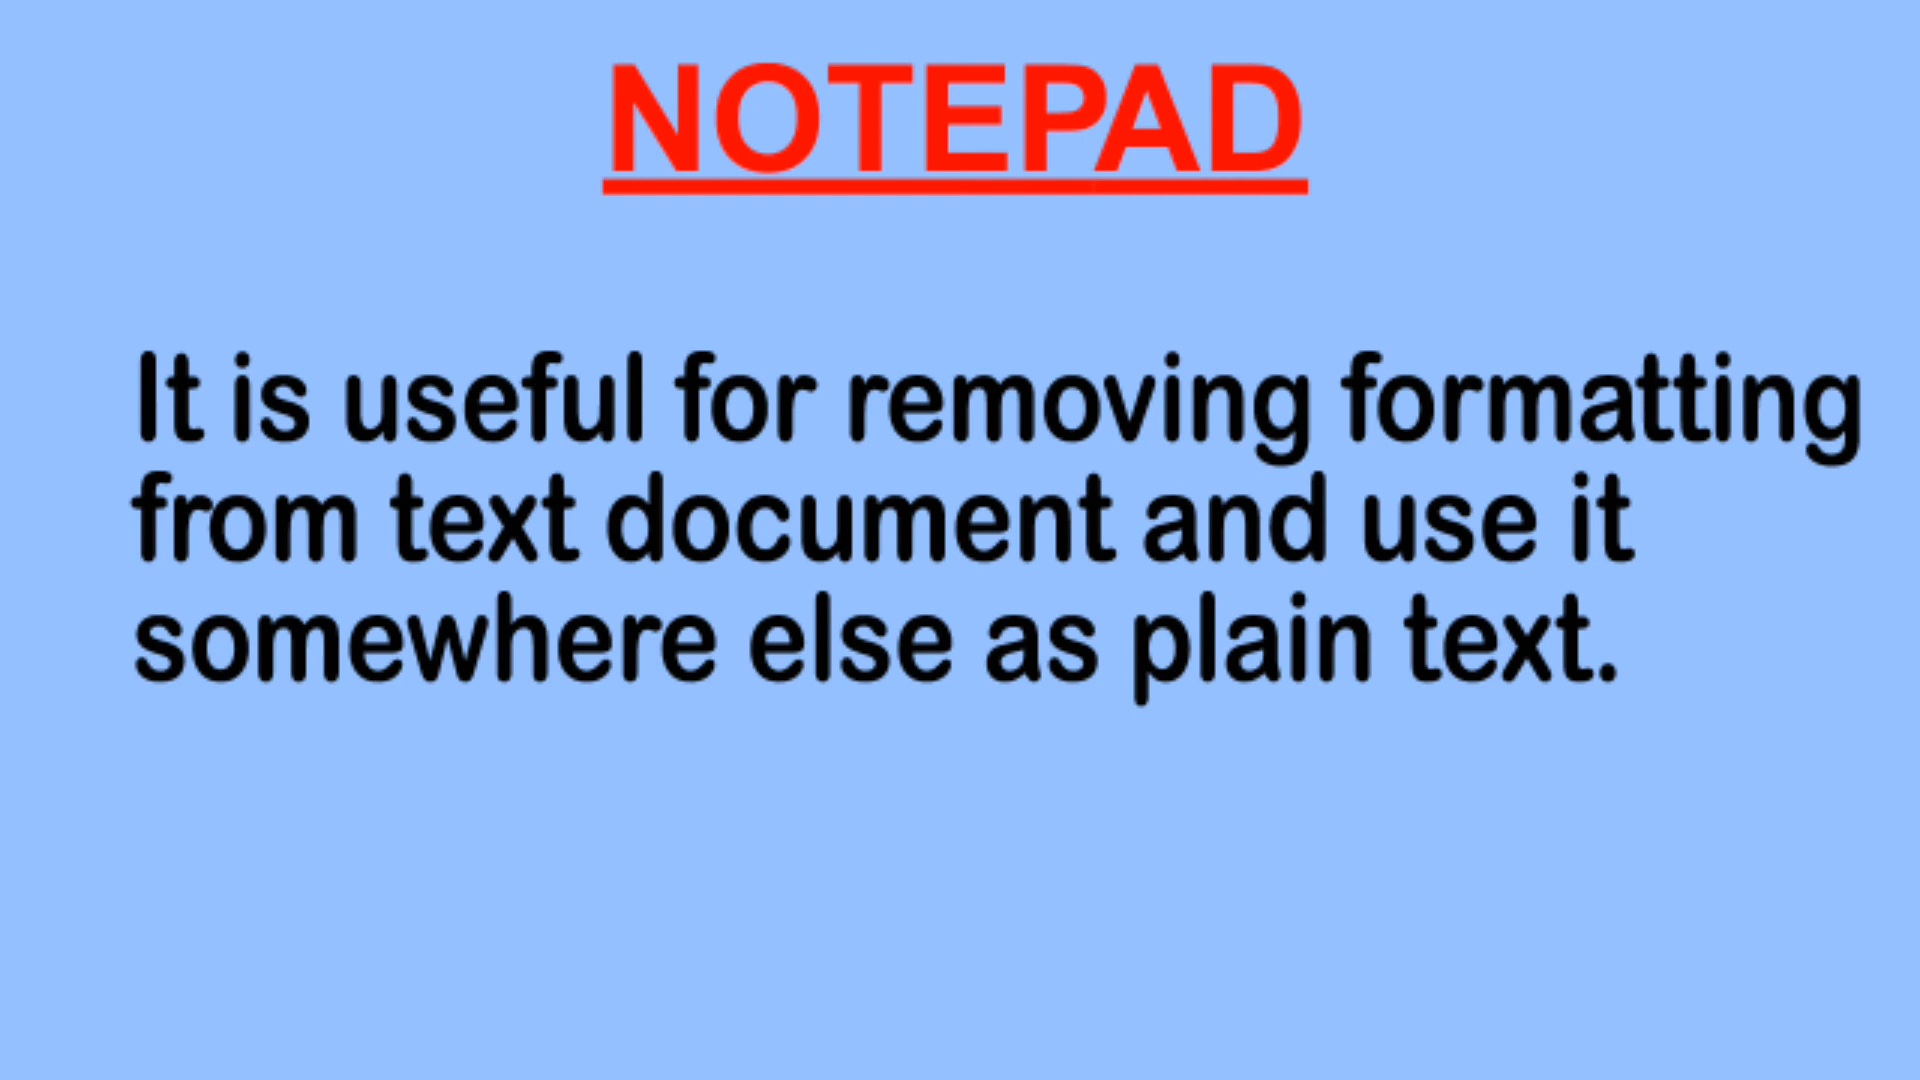 NOTEPAD
It is useful for removing formatting
from text document and use it
somewhere else as plain text.